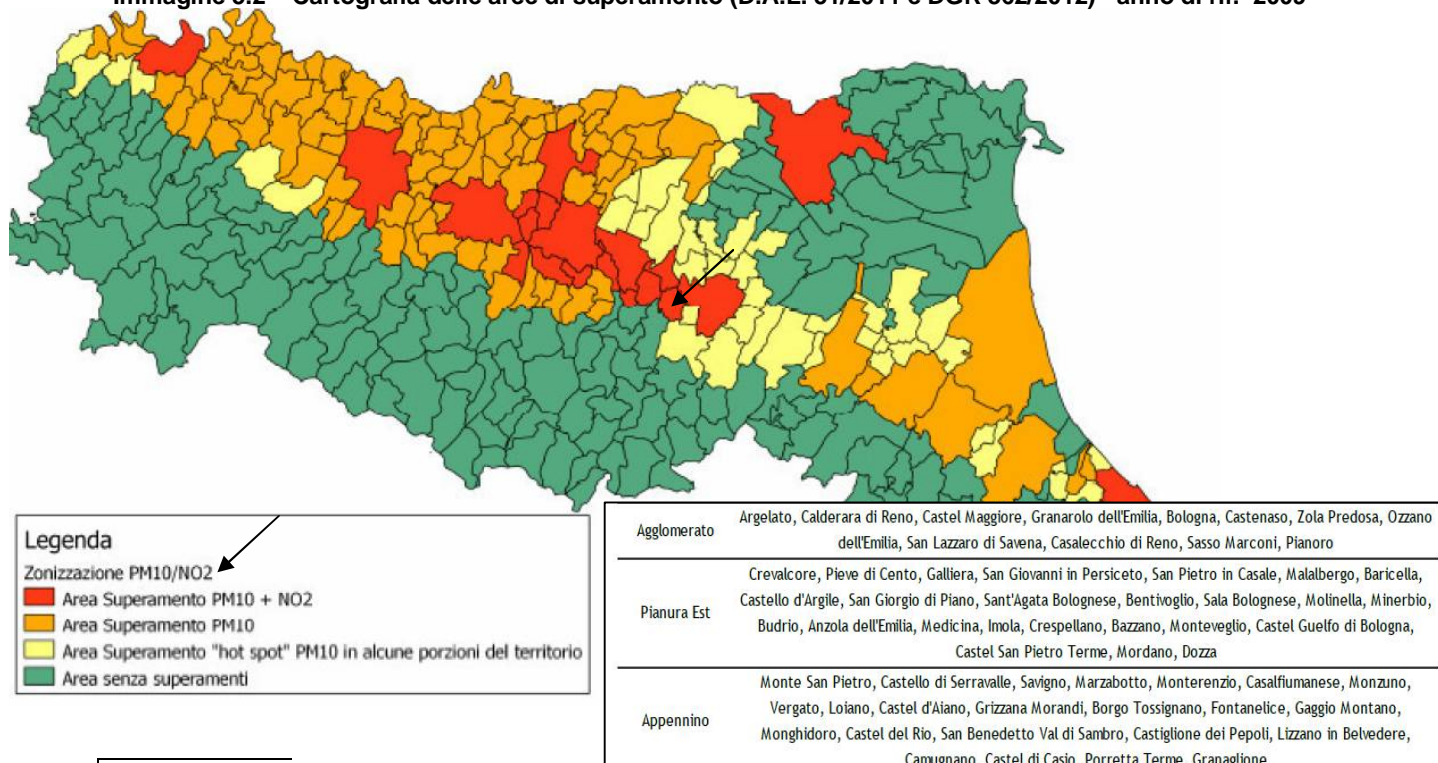 Legenda
Zonizzazione PM10/NO2
Area Superamento PM10 + NO2
Area Superamento PM10
Area Superamento "hot spot" PM10 in alcune porzioni del territorio
Area senza superamenti
Agglomerato
Argelato, Calderara di Reno, Castel Maggiore, Granarolo dell'Emilia, Bologna, Castenaso, Zola Predosa, Ozzano
dell'Emilia, San Lazzaro di Savena, Casalecchio di Reno, Sasso Marconi, Pianoro
Pianura Est
Crevalcore, Pieve di Cento, Galliera, San Giovanni in Persiceto, San Pietro in Casale, Malalbergo, Baricella,
Castello d'Argile, San Giorgio di Piano, Sant'Agata Bolognese, Bentivoglio, Sala Bolognese, Molinella, Minerbio,
Budrio, Anzola dell'Emilia, Medicina, Imola, Crespellano, Bazzano, Monteveglio, Castel Guelfo di Bologna,
Castel San Pietro Terme, Mordano, Dozza
Appennino
Monte San Pietro, Castello di Serravalle, Savigno, Marzabotto, Monterenzio, Casalfiumanese, Monzuno,
Vergato, Loiano, Castel d'Aiano, Grizzana Morandi, Borgo Tossignano, Fontanelice, Gaggio Montano,
Monghidoro, Castel del Rio, San Benedetto Val di Sambro, Castiglione dei Pepoli, Lizzano in Belvedere,
Camugnano, Castel di Casio, Porretta Terme, Granaglione